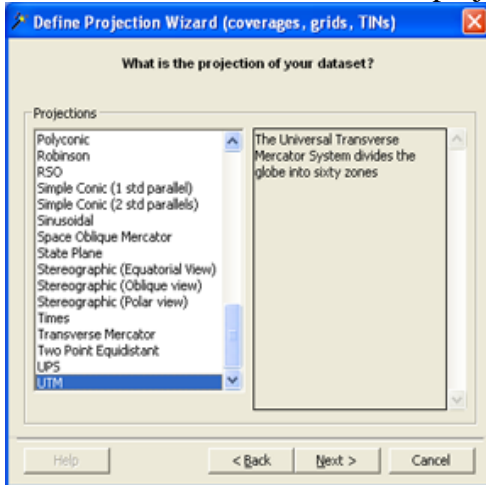 Define Projection Wizard (coverages, grids, TINs)
What is the projection of your dataset?
Projections
Polyconic
Robinson
RSO
Simple Conic (1 std parallel)
Simple Conic (2 std parallels)
Sinusoidal
Space Oblique Mercator
State Plane
Stereographic (Equatorial View)
Stereographic (Oblique view)
Stereographic (Polar view)
Times
Transverse Mercator
Two Point Equidistant
UPS
UTM
The Universal Transverse
Mercator System divides the
globe into sixty zones
Help
< Back
Next >
Cancel